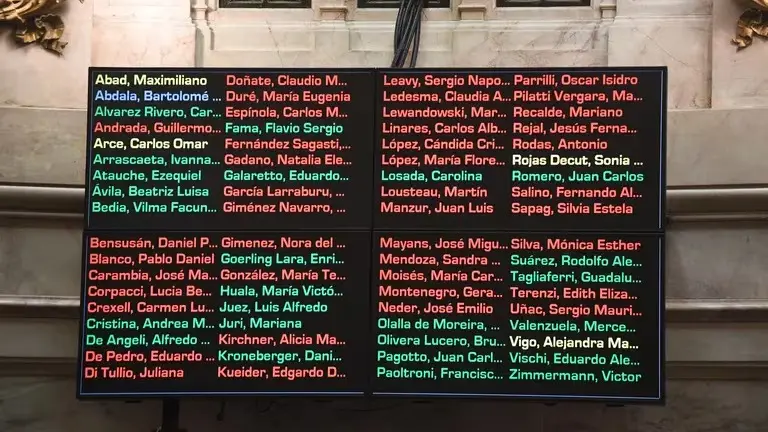 Abad, Maximiliano
Abdala, Bartolomé ...
Alvarez Rivero, Car...
Andrada, Guillermo...
Arce, Carlos Omar
Arrascaeta, Ivanna...
Atauche, Ezequiel
Ávila, Beatriz Luisa
Bedia, Vilma Facun...
Doñate, Claudio M...
Duré, María Eugenia
Espínola, Carlos M...
Fama, Flavio Sergio
Fernández Sagasti,...
Gadano, Natalia Ele...
Galaretto, Eduardo...
García Larraburu, ...
Giménez Navarro, ...
Leavy, Sergio Napo...
Ledesma, Claudia A...
Lewandowski, Mar...
Linares, Carlos Alb...
López, Cándida Cri...
López, María Flore...
Losada, Carolina
Lousteau, Martín
Manzur, Juan Luis
Parrilli, Oscar Isidro
Pilatti Vergara, Ma...
Recalde, Mariano
Rejal, Jesús Ferna...
Rodas, Antonio
Rojas Decut, Sonia ...
Romero, Juan Carlos
Salino, Fernando Al...
Sapag, Silvia Estela
Bensusán, Daniel P...
Blanco, Pablo Daniel
Carambia, José Ma...
Corpacci, Lucia Be...
Crexell, Carmen Lu...
Cristina, Andrea M...
De Angeli, Alfredo ...
De Pedro, Eduardo ...
Di Tullio, Juliana
Gimenez, Nora del ...
Goerling Lara, Enri...
González, María Te...
Huala, María Victó...
Juez, Luis Alfredo
Juri, Mariana
Kirchner, Alicia Ma...
Kroneberger, Dani...
Kueider, Edgardo D...
Mayans, José Migu...
Mendoza, Sandra ...
Moisés, María Car...
Montenegro, Gera...
Neder, José Emilio
Olalla de Moreira, ...
Olivera Lucero, Bru...
Pagotto, Juan Carl...
Paoltroni, Francisc...
Silva, Mónica Esther
Suárez, Rodolfo Ale...
Tagliaferri, Guadalu...
Terenzi, Edith Eliza...
Uñac, Sergio Mauri...
Valenzuela, Merce...
Vigo, Alejandra Ma...
Vischi, Eduardo Ale...
Zimmermann, Victor